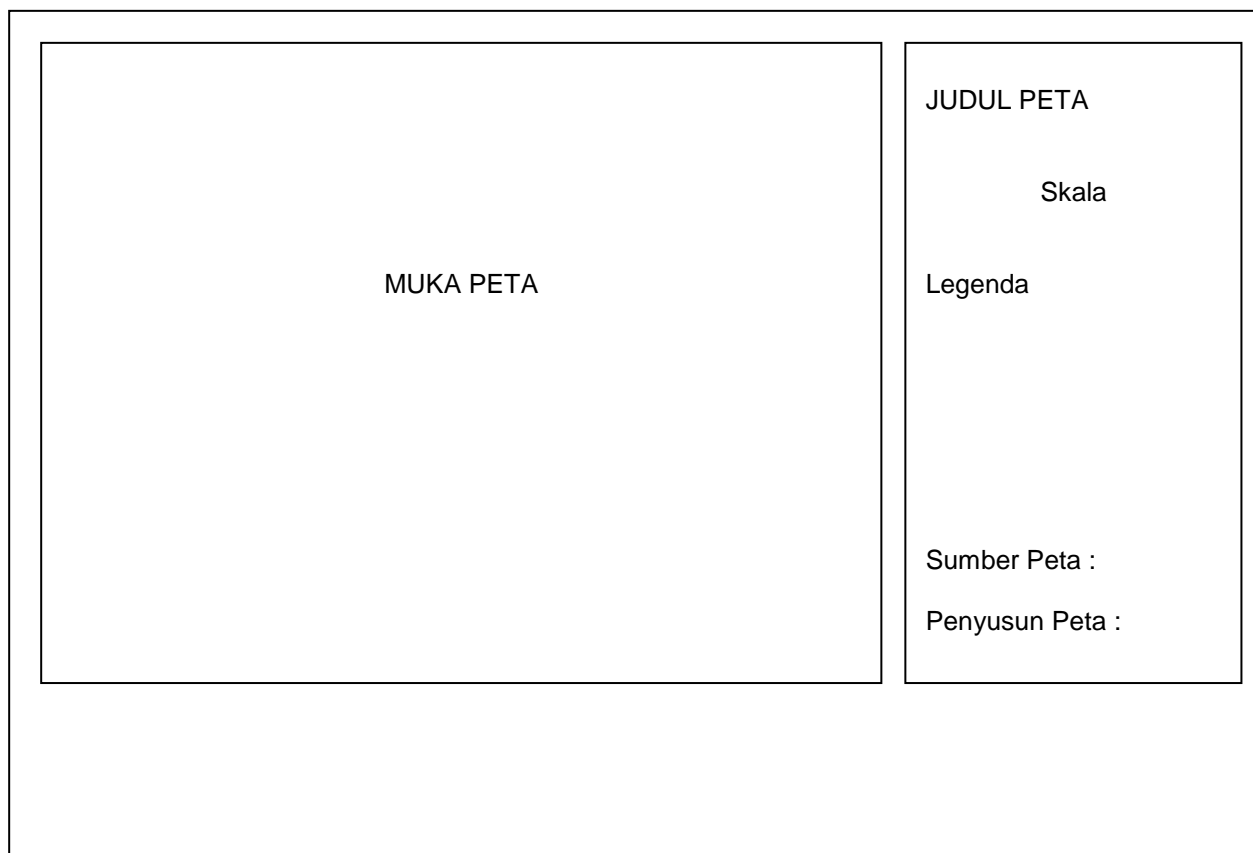 JUDUL PETA
Skala
MUKA PETA
Legenda
Sumber Peta :
Penyusun Peta :